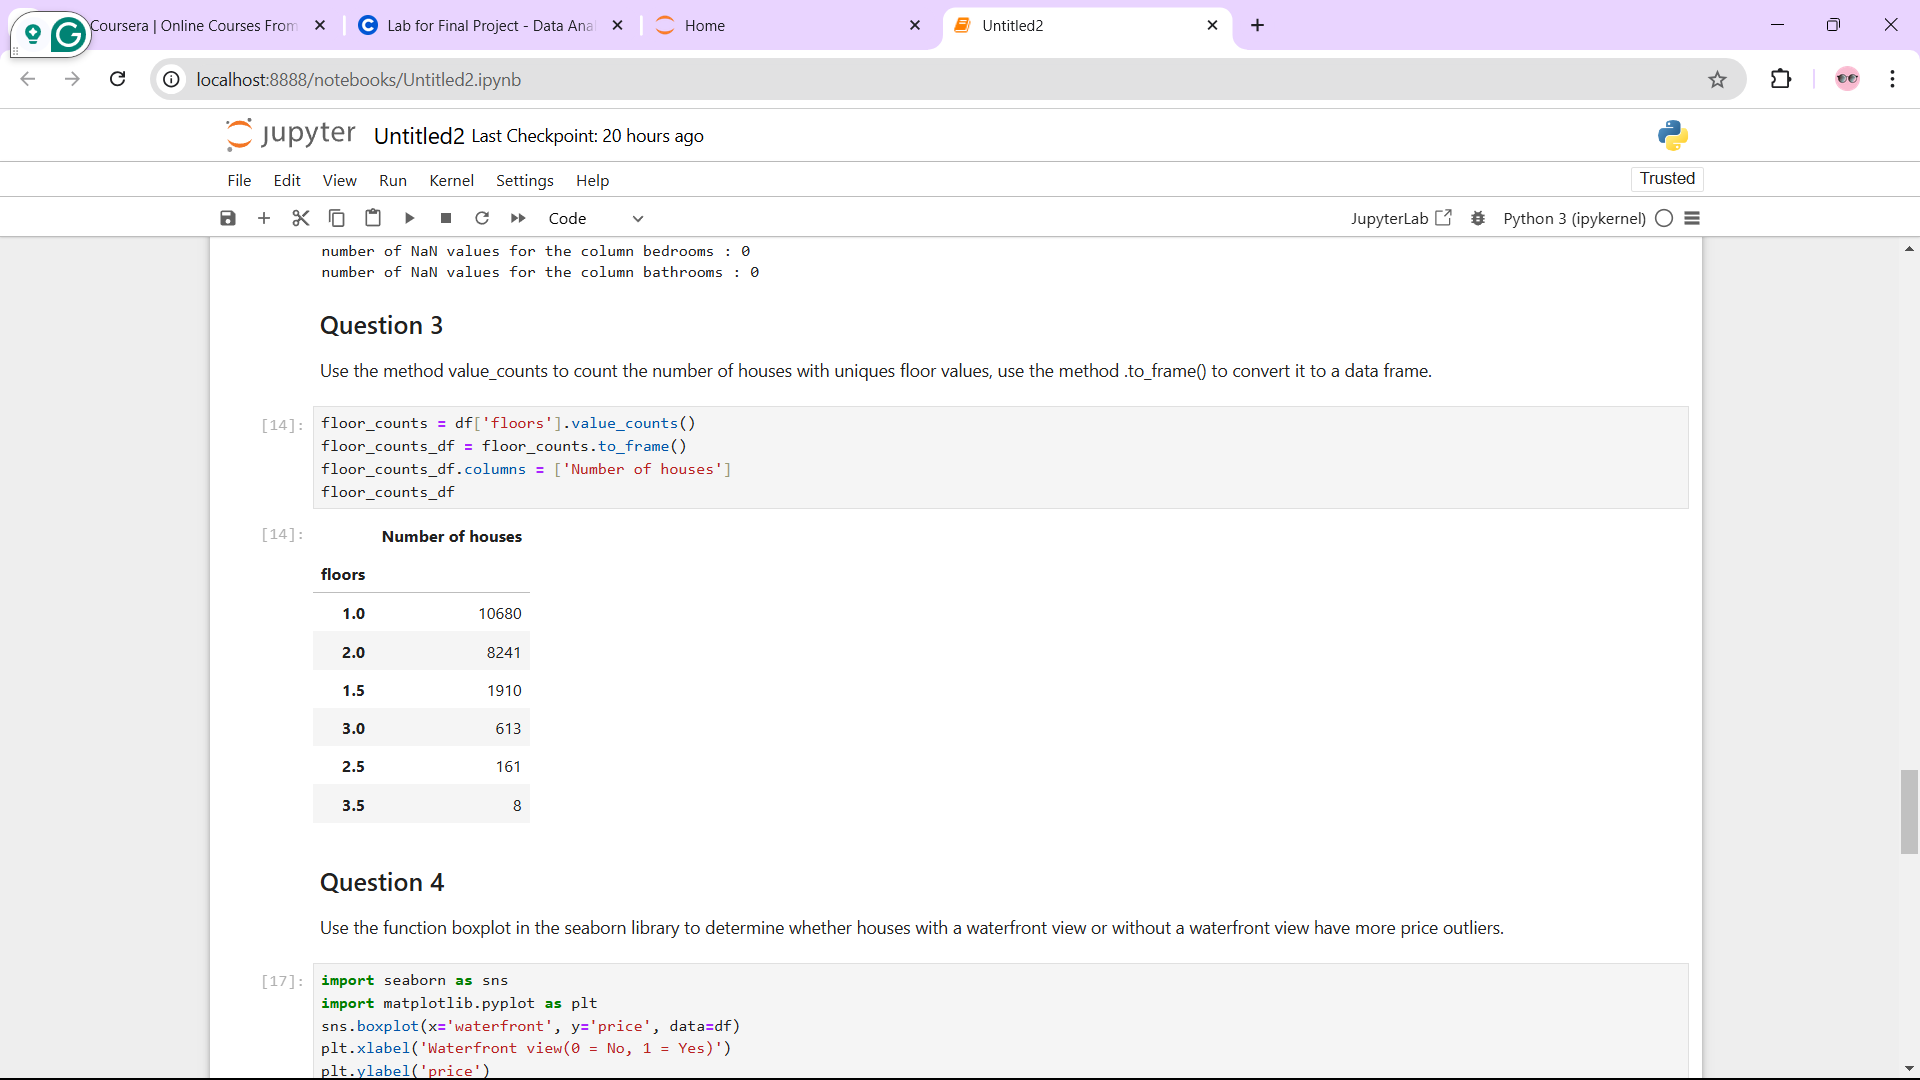 Coursera | Online Courses From
Lab for Final Project - Data Anal
Home
Untitled2
localhost:8888/notebooks/Untitled2.ipynb
jupyter Untitled2 Last Checkpoint: 20 hours ago
File Edit View Run Kernel Settings Help
Trusted
Code
JupyterLab
Python 3 (ipykernel)
number of NaN values for the column bedrooms : 0
number of NaN values for the column bathrooms : 0
Question 3
Use the method value_counts to count the number of houses with uniques floor values, use the method .to_frame() to convert it to a data frame.
[14]:
floor_counts = df['floors'].value_counts()
floor_counts_df = floor_counts.to_frame()
floor_counts_df.columns = ['Number of houses']
floor_counts_df
[14]:
Number of houses
floors
1.0 10680
2.0 8241
1.5 1910
3.0 613
2.5 161
3.5 8
Question 4
Use the function boxplot in the seaborn library to determine whether houses with a waterfront view or without a waterfront view have more price outliers.
[17]:
import seaborn as sns
import matplotlib.pyplot as plt
sns.boxplot(x='waterfront', y='price', data=df)
plt.xlabel('Waterfront view(0 = No, 1 = Yes)')
plt.ylabel('price')